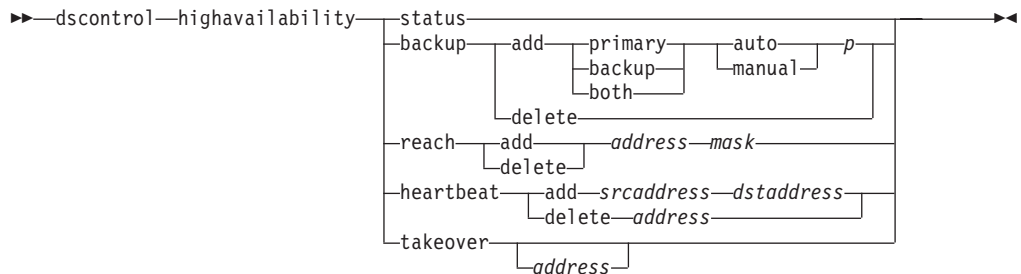 dscontrol highavailability status
backup add primary auto p
backup manual
both
delete
reach add address mask
delete
heartbeat add srcaddress dstaddress
delete address
takeover
address